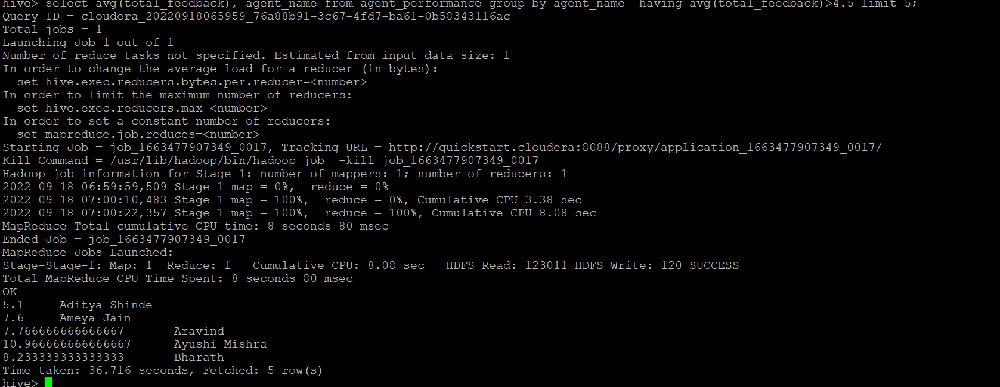 hive> select avg(total_feedback), agent_name from agent_performance group by agent_name  having avg(total_feedback)>4.5 limit 5;
Query ID = cloudera_20220918065959_76a88b91-3c67-4fd7-ba61-0b58343116ac
Total jobs = 1
Launching Job 1 out of 1
Number of reduce tasks not specified. Estimated from input data size: 1
In order to change the average load for a reducer (in bytes):
  set hive.exec.reducers.bytes.per.reducer=<number>
In order to limit the maximum number of reducers:
  set hive.exec.reducers.max=<number>
In order to set a constant number of reducers:
  set mapreduce.job.reduces=<number>
Starting Job = job_1663477907349_0017, Tracking URL = http://quickstart.cloudera:8088/proxy/application_1663477907349_0017/
Kill Command = /usr/lib/hadoop/bin/hadoop job  -kill job_1663477907349_0017
Hadoop job information for Stage-1: number of mappers: 1; number of reducers: 1
2022-09-18 06:59:59,509 Stage-1 map = 0%,  reduce = 0%
2022-09-18 07:00:10,483 Stage-1 map = 100%,  reduce = 0%, Cumulative CPU 3.38 sec
2022-09-18 07:00:22,357 Stage-1 map = 100%,  reduce = 100%, Cumulative CPU 8.08 sec
MapReduce Total cumulative CPU time: 8 seconds 80 msec
Ended Job = job_1663477907349_0017
MapReduce Jobs Launched:
Stage-Stage-1: Map: 1  Reduce: 1   Cumulative CPU: 8.08 sec   HDFS Read: 123011 HDFS Write: 120 SUCCESS
Total MapReduce CPU Time Spent: 8 seconds 80 msec
OK
5.1     Aditya Shinde
7.6     Ameya Jain
7.766666666666667       Aravind
10.966666666666667      Ayushi Mishra
8.233333333333333       Bharath
Time taken: 36.716 seconds, Fetched: 5 row(s)
hive>